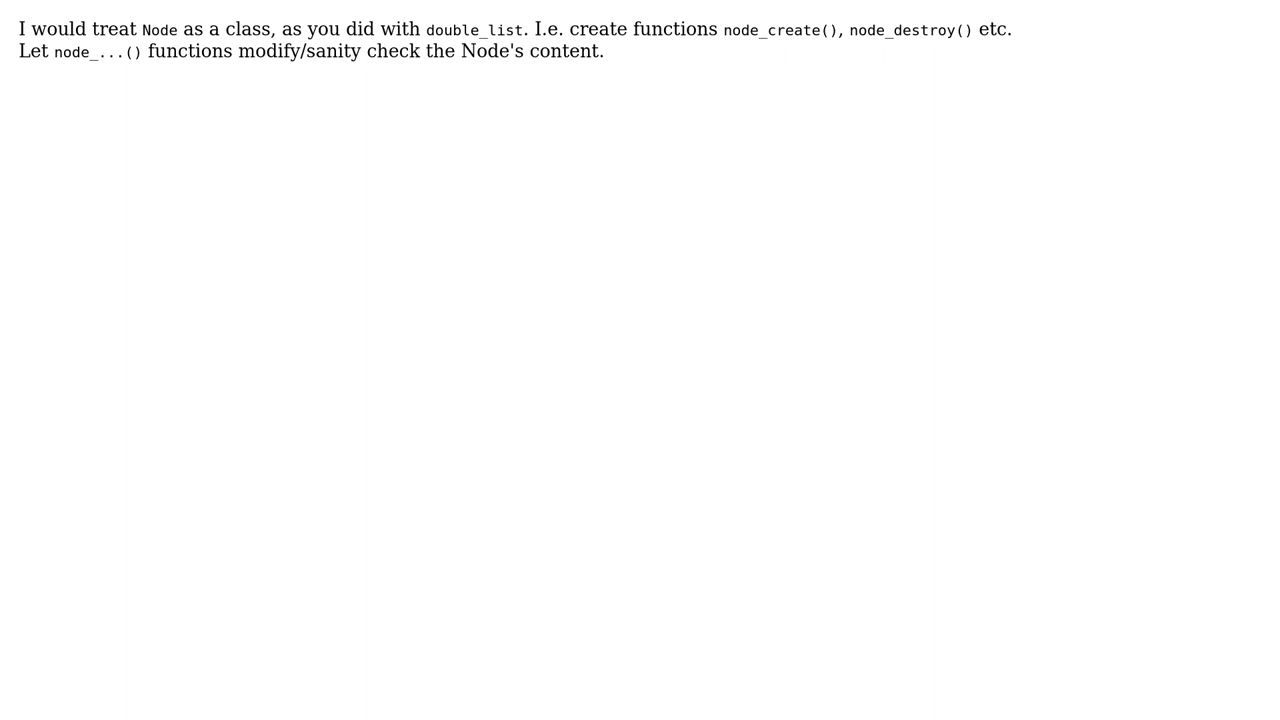 I would treat Node as a class, as you did with double_list. I.e. create functions node_create(), node_destroy() etc.
Let node_...() functions modify/sanity check the Node's content.